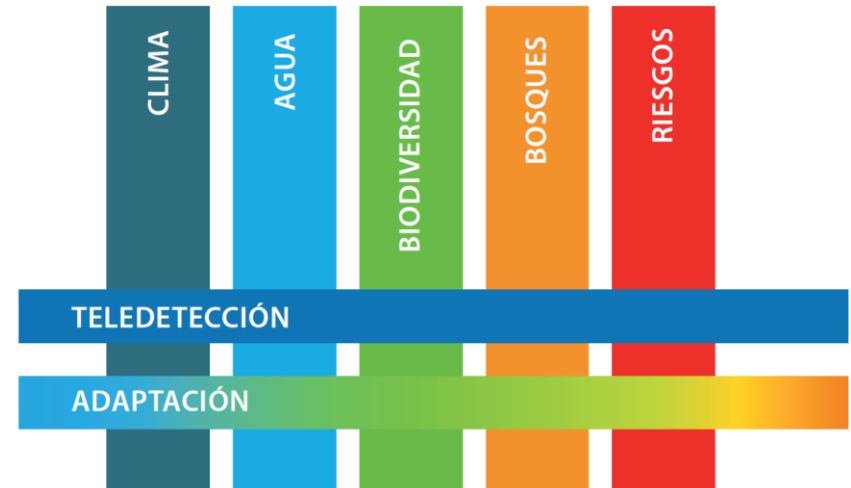 CLIMA
AGUA
BIODIVERSIDAD
BOSQUES
RIESGOS
TELEDETECCIÓN
ADAPTACIÓN